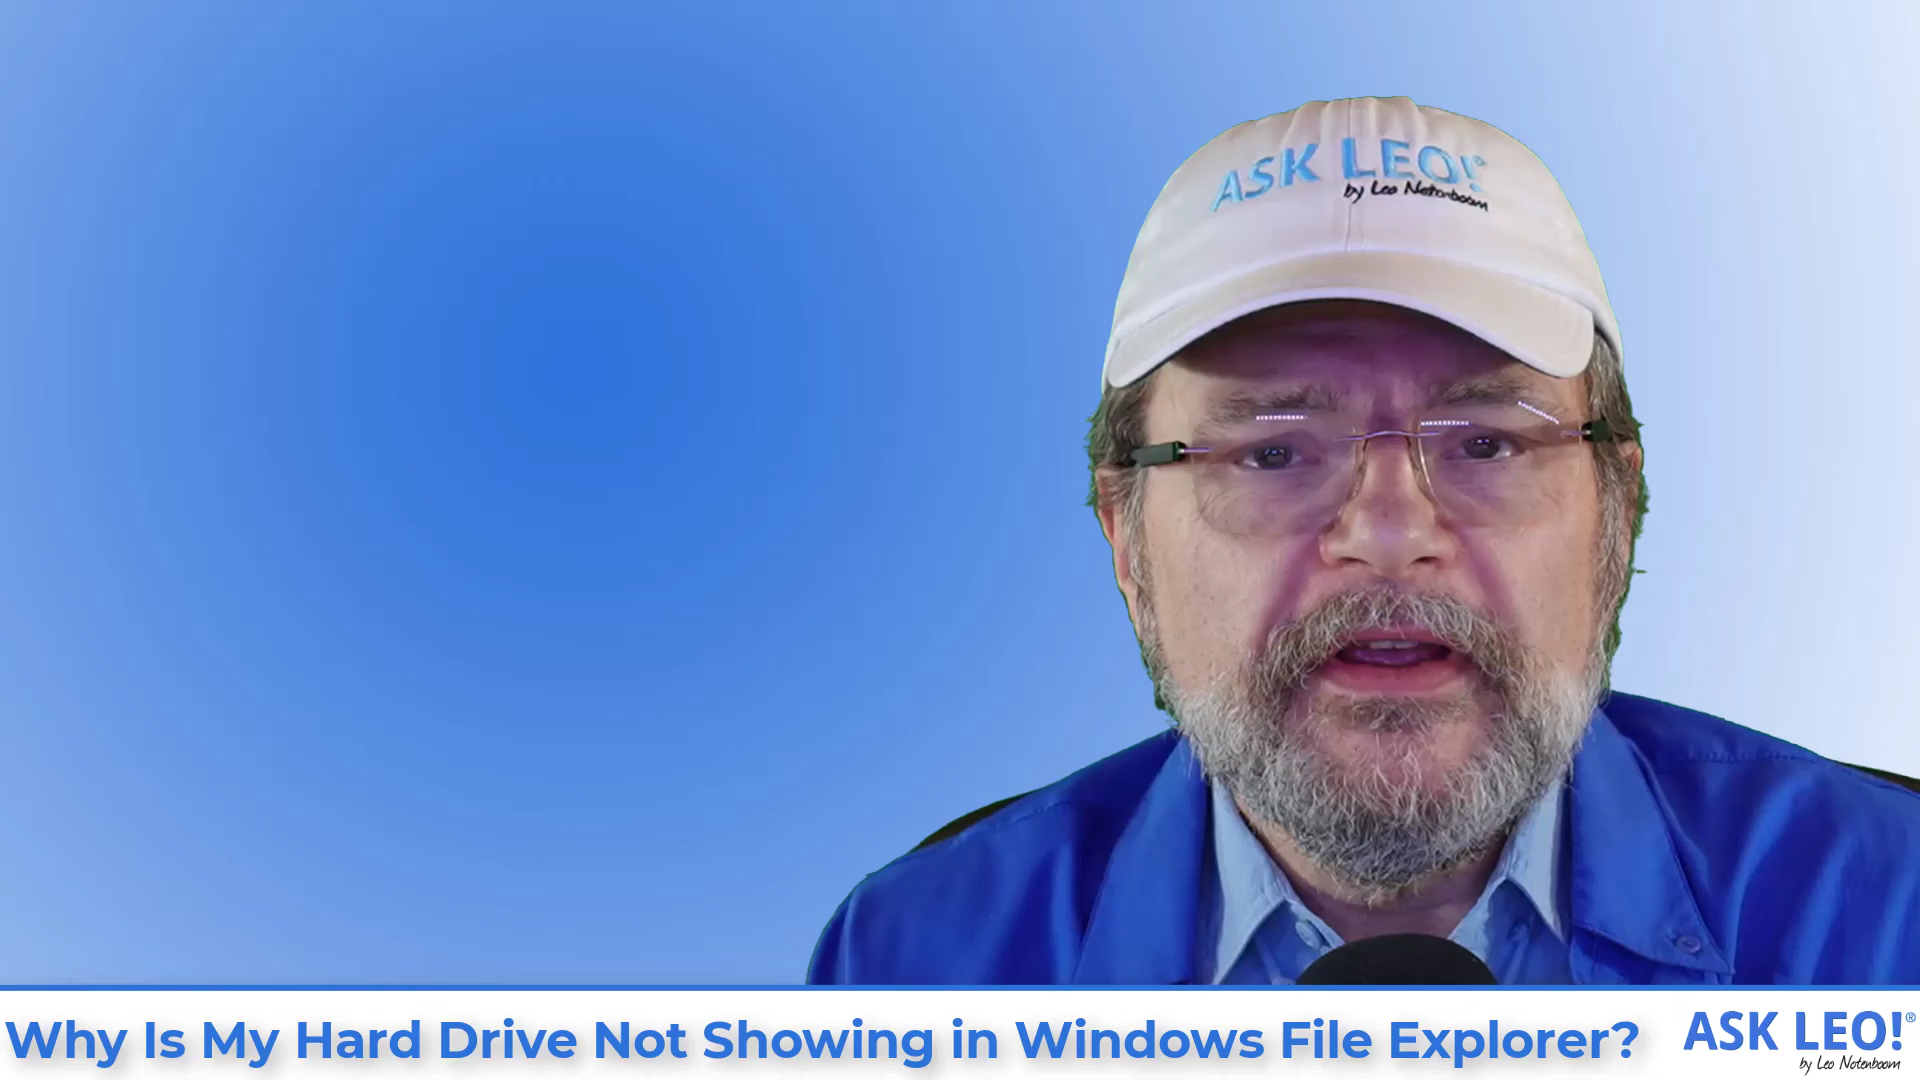 ASK LEO!®
by Leo Notenboom
Why Is My Hard Drive Not Showing in Windows File Explorer?
ASK LEO!®
by Leo Notenboom